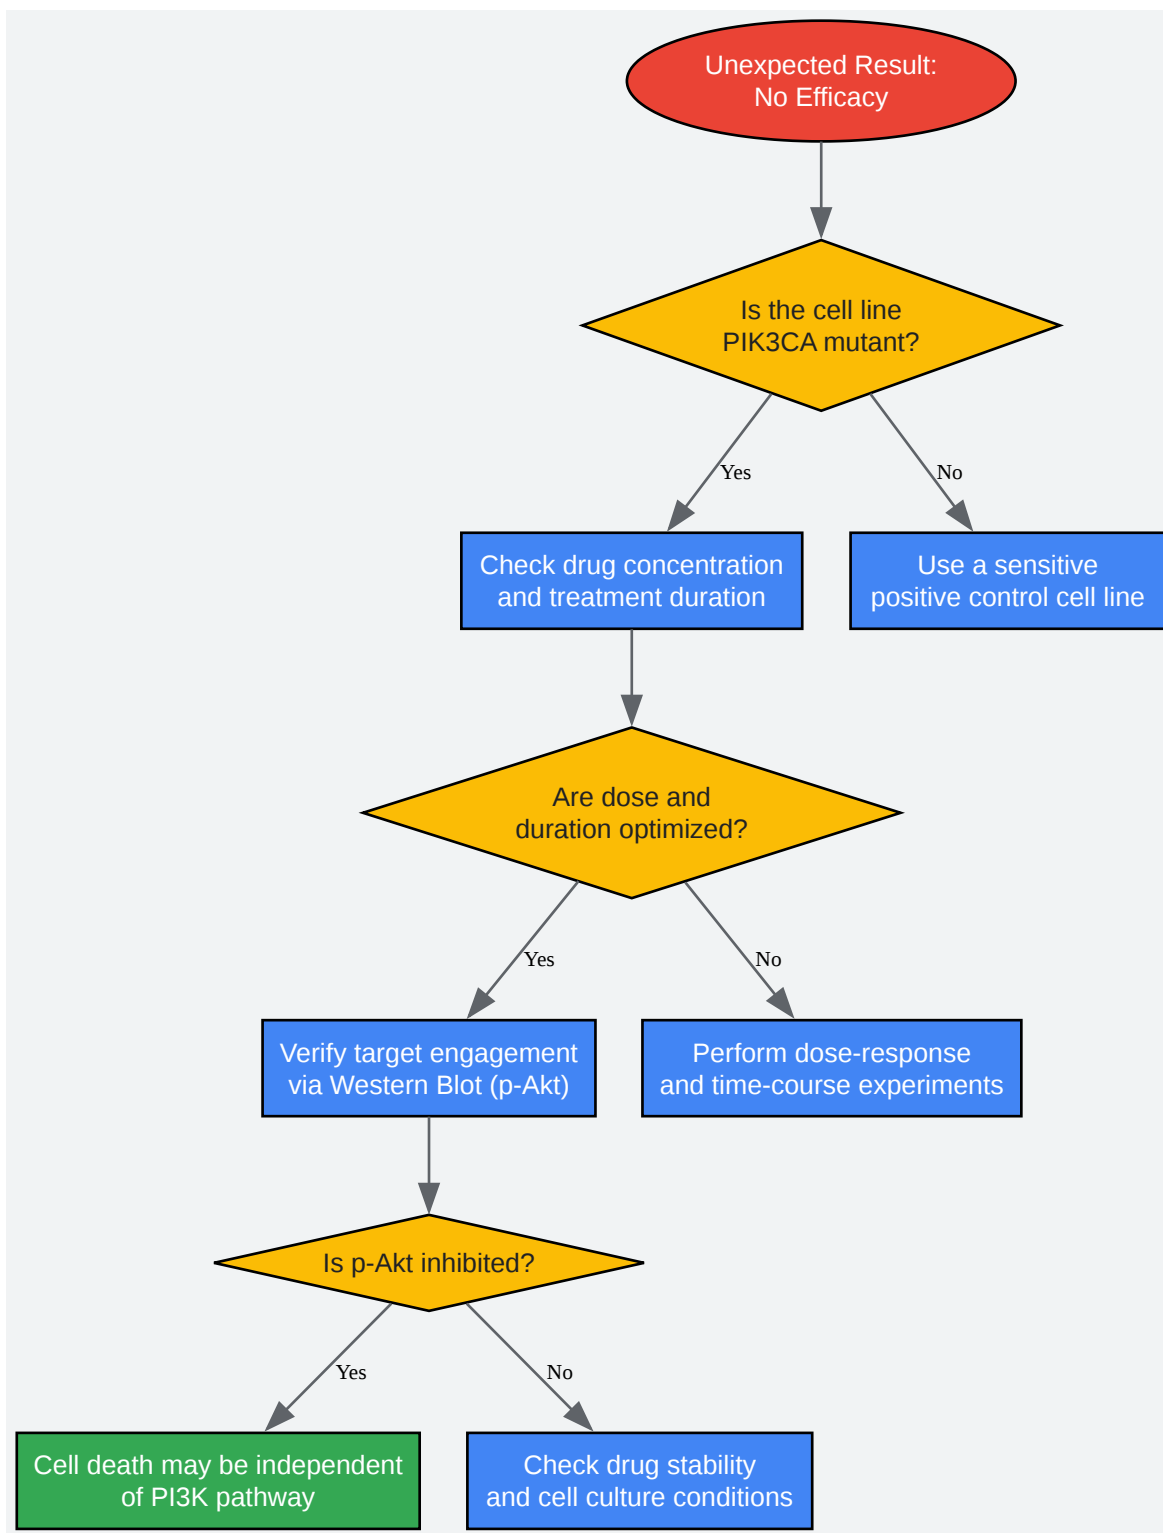 Unexpected Result:
No Efficacy
Is the cell line
PIK3CA mutant?
Yes
No
Check drug concentration
and treatment duration
Use a sensitive
positive control cell line
Are dose and
duration optimized?
Yes
No
Verify target engagement
via Western Blot (p-Akt)
Perform dose-response
and time-course experiments
Is p-Akt inhibited?
Yes
No
Cell death may be independent
of PI3K pathway
Check drug stability
and cell culture conditions